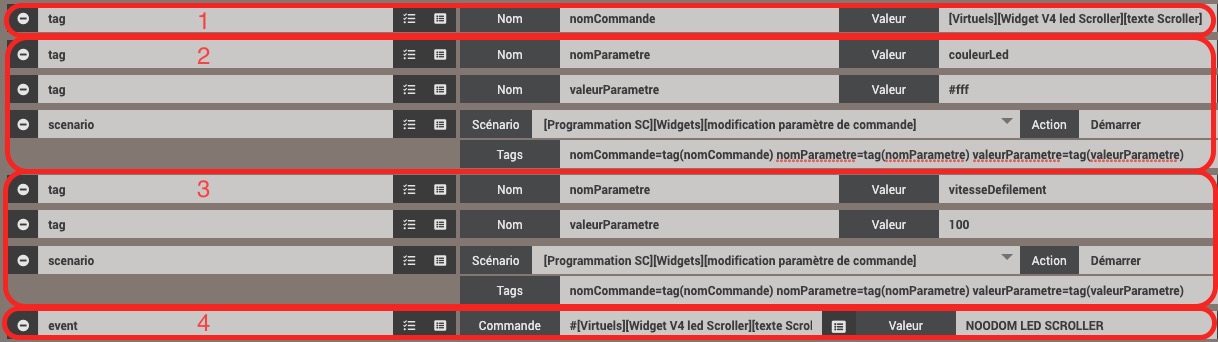 tag 1 Nom nomCommande Valeur [Virtuels][Widget V4 led Scroller][texte Scroller]
tag 2 Nom nomParametre Valeur couleurLed
tag Nom valeurParametre Valeur #fff
scenario Scénario [Programmation SC][Widgets][modification paramètre de commande] Action Démarrer
Tags nomCommande=tag(nomCommande) nomParametre=tag(nomParametre) valeurParametre=tag(valeurParametre)
tag 3 Nom nomParametre Valeur vitesseDefilement
tag Nom valeurParametre Valeur 100
scenario Scénario [Programmation SC][Widgets][modification paramètre de commande] Action Démarrer
Tags nomCommande=tag(nomCommande) nomParametre=tag(nomParametre) valeurParametre=tag(valeurParametre)
event 4 Commande #[Virtuels][Widget V4 led Scroller][texte Scrol Valeur NOODOM LED SCROLLER